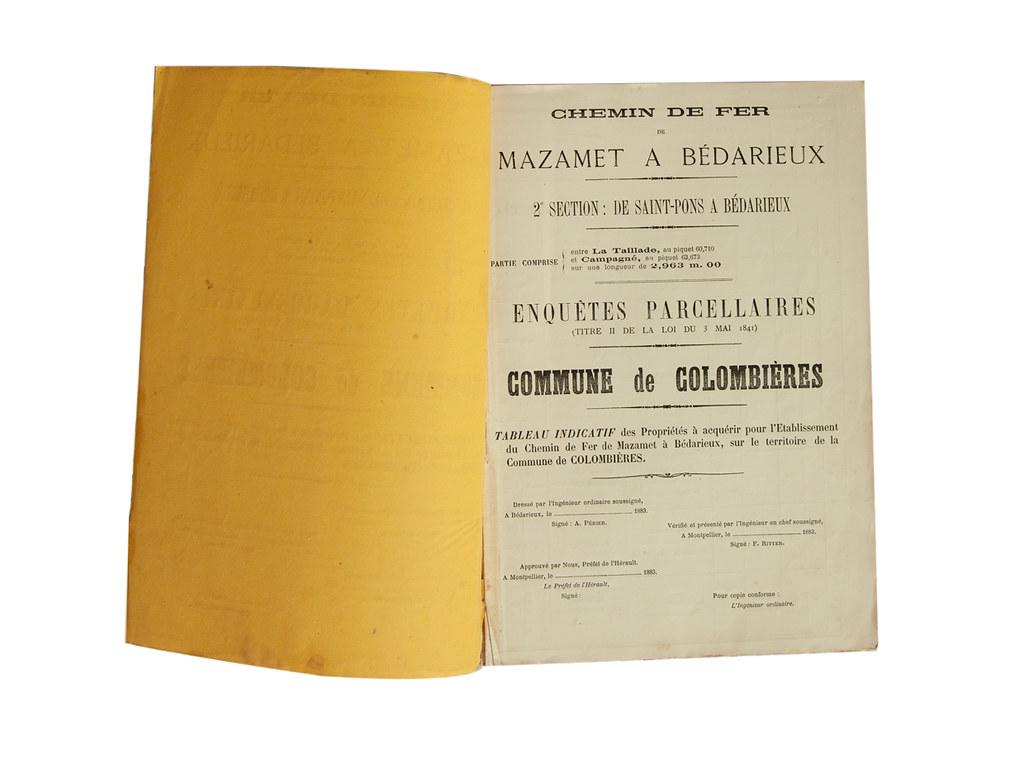 CHEMIN DE FER
DE
MAZAMET A BÉDARIEUX
2e SECTION : DE SAINT-PONS A BÉDARIEUX
PARTIE COMPRISE
entre La Taillade, au piquet 60,710
et Campagné, au piquet 63,673
sur une longueur de 2,963 m. 00
ENQUÊTES PARCELLAIRES
(TITRE II DE LA LOI DU 3 MAI 1841)
COMMUNE de COLOMBIÈRES
TABLEAU INDICATIF des Propriétés à acquérir pour l'Etablissement
du Chemin de Fer de Mazamet à Bédarieux, sur le territoire de la
Commune de COLOMBIÈRES.
Dressé par l'Ingénieur ordinaire soussigné,
A Bédarieux, le 1883.
Signé : A. PÉRIER.
Vérifié et présenté par l'Ingénieur en chef soussigné,
A Montpellier, le 1883.
Signé : F. RITTER.
Approuvé par Nous, Préfet de l'Hérault.
A Montpellier, le 1883.
Le Préfet de l'Hérault,
Signé :
Pour copie conforme :
L'Ingénieur ordinaire.